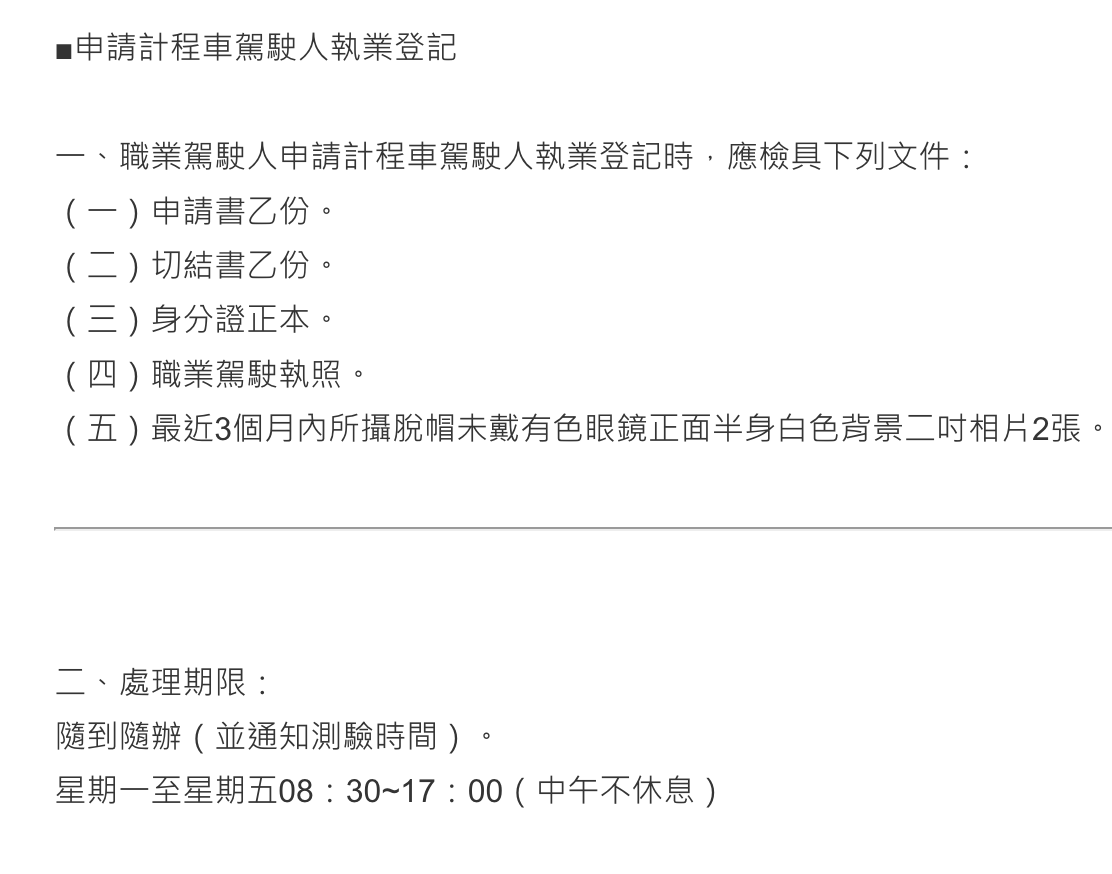 ■申請計程車駕駛人執業登記
一、職業駕駛人申請計程車駕駛人執業登記時，應檢具下列文件：
（一）申請書乙份。
（二）切結書乙份。
（三）身分證正本。
（四）職業駕駛執照。
（五）最近3個月內所攝脫帽未戴有色眼鏡正面半身白色背景二吋相片2張。
二、處理期限：
隨到隨辦（並通知測驗時間）。
星期一至星期五08：30~17：00（中午不休息）